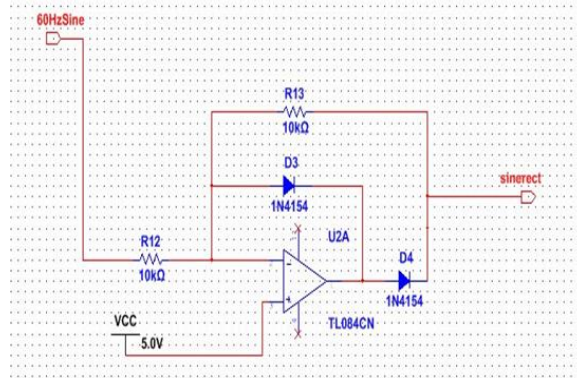 60HzSine
R13
10kΩ
D3
1N4154
sinerect
R12
10kΩ
U2A
D4
1N4154
TL084CN
VCC
5.0V